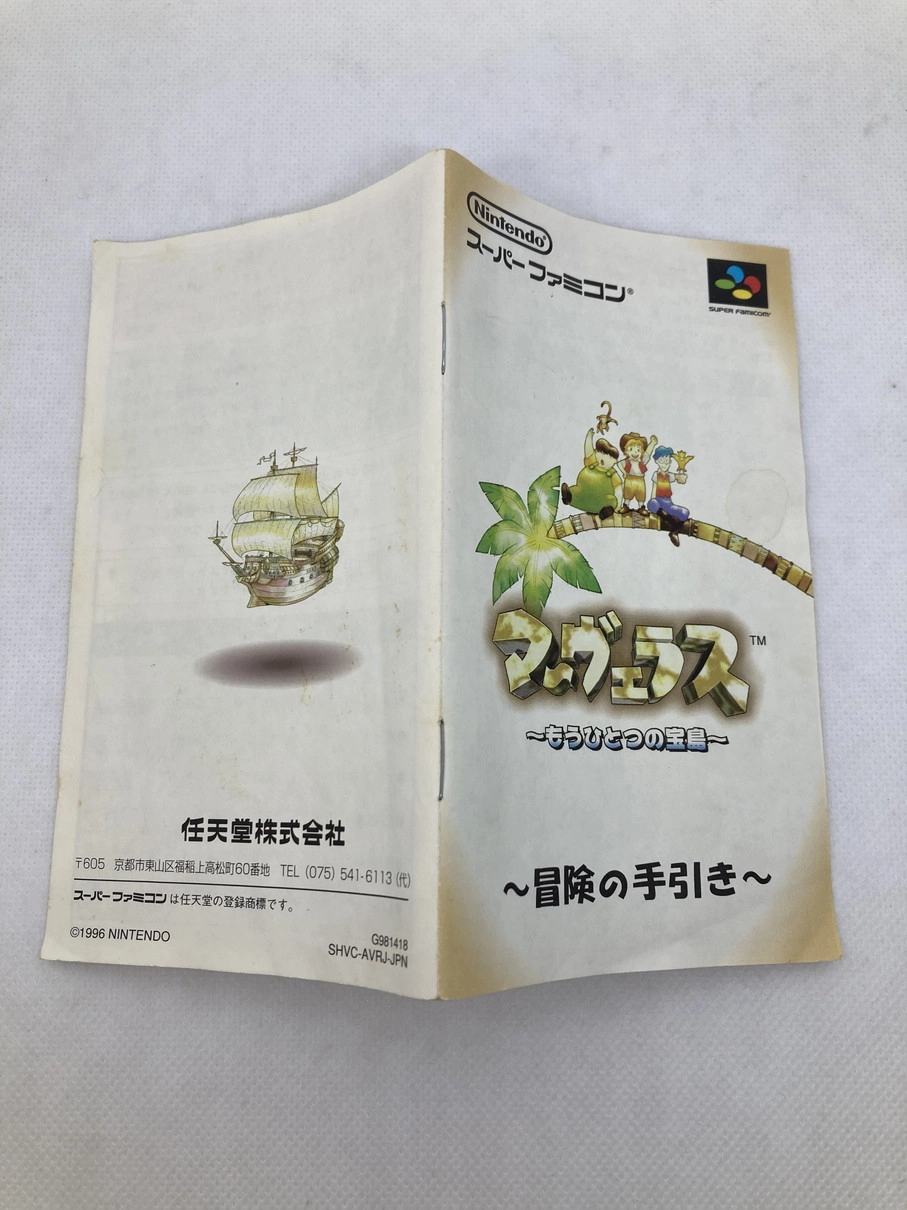 Nintendo®
スーパーファミコン®
SUPER FAMICOM™
マーヴェラス™
～もうひとつの宝島～
～冒険の手引き～
任天堂株式会社
〒605 京都市東山区福稲上高松町60番地 TEL (075) 541-6113 (代)
スーパーファミコンは任天堂の登録商標です。
©1996 NINTENDO
G981418
SHVC-AVRJ-JPN